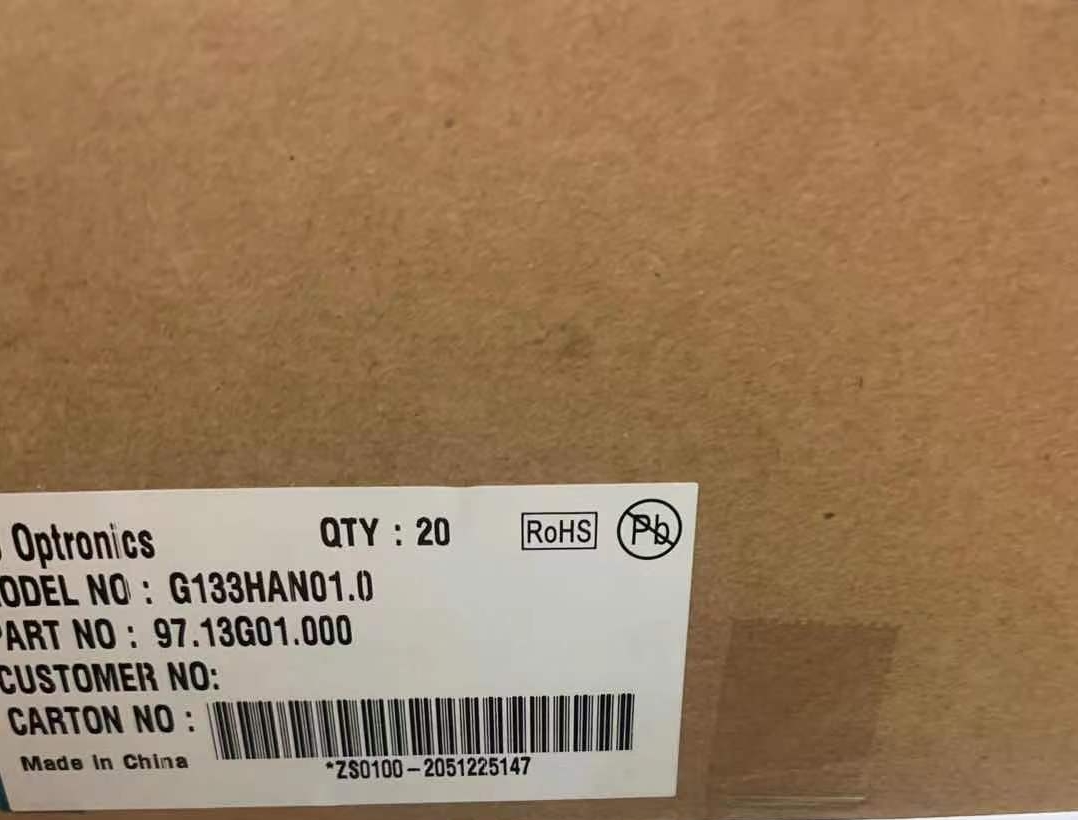 Optronics QTY : 20 RoHS Pb
ODEL NO : G133HAN01.0
PART NO : 97.13G01.000
CUSTOMER NO:
CARTON NO :
*ZS0100-2051225147
Made in China